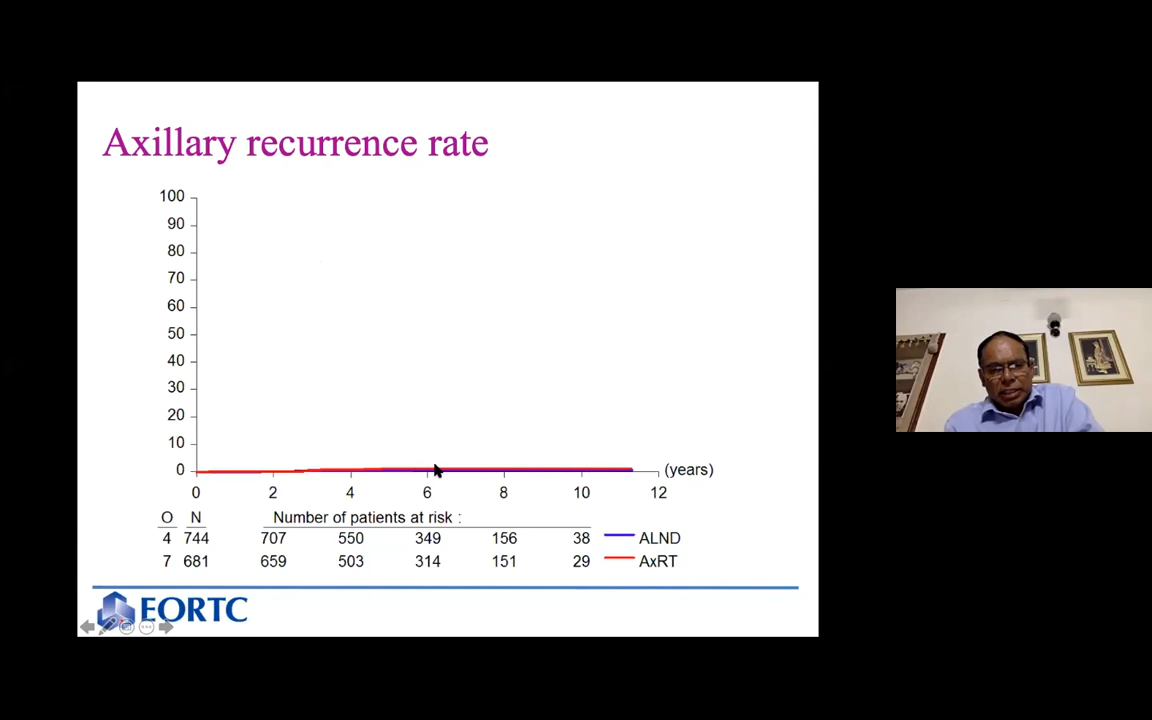 Axillary recurrence rate
100
90
80
70
60
50
40
30
20
10
0
(years)
0 2 4 6 8 10 12
O N Number of patients at risk :
4 744 707 550 349 156 38 ALND
7 681 659 503 314 151 29 AxRT
EORTC